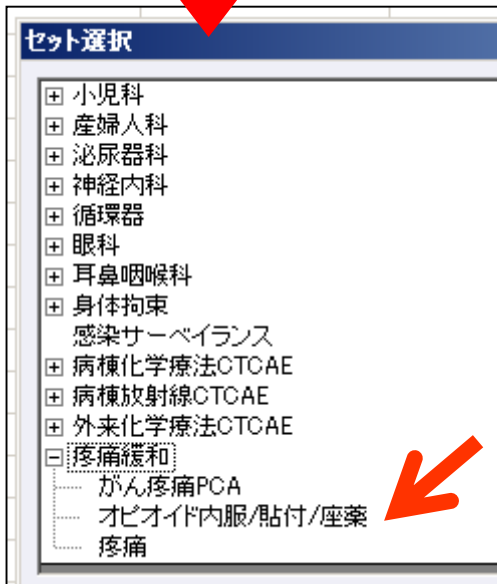 セット選択
小児科
産婦人科
泌尿器科
神経内科
循環器
眼科
耳鼻咽喉科
身体拘束
感染サーベイランス
病棟化学療法CTCAE
病棟放射線CTCAE
外来化学療法CTCAE
疼痛緩和
がん疼痛PCA
オピオイド内服/貼付/座薬
疼痛